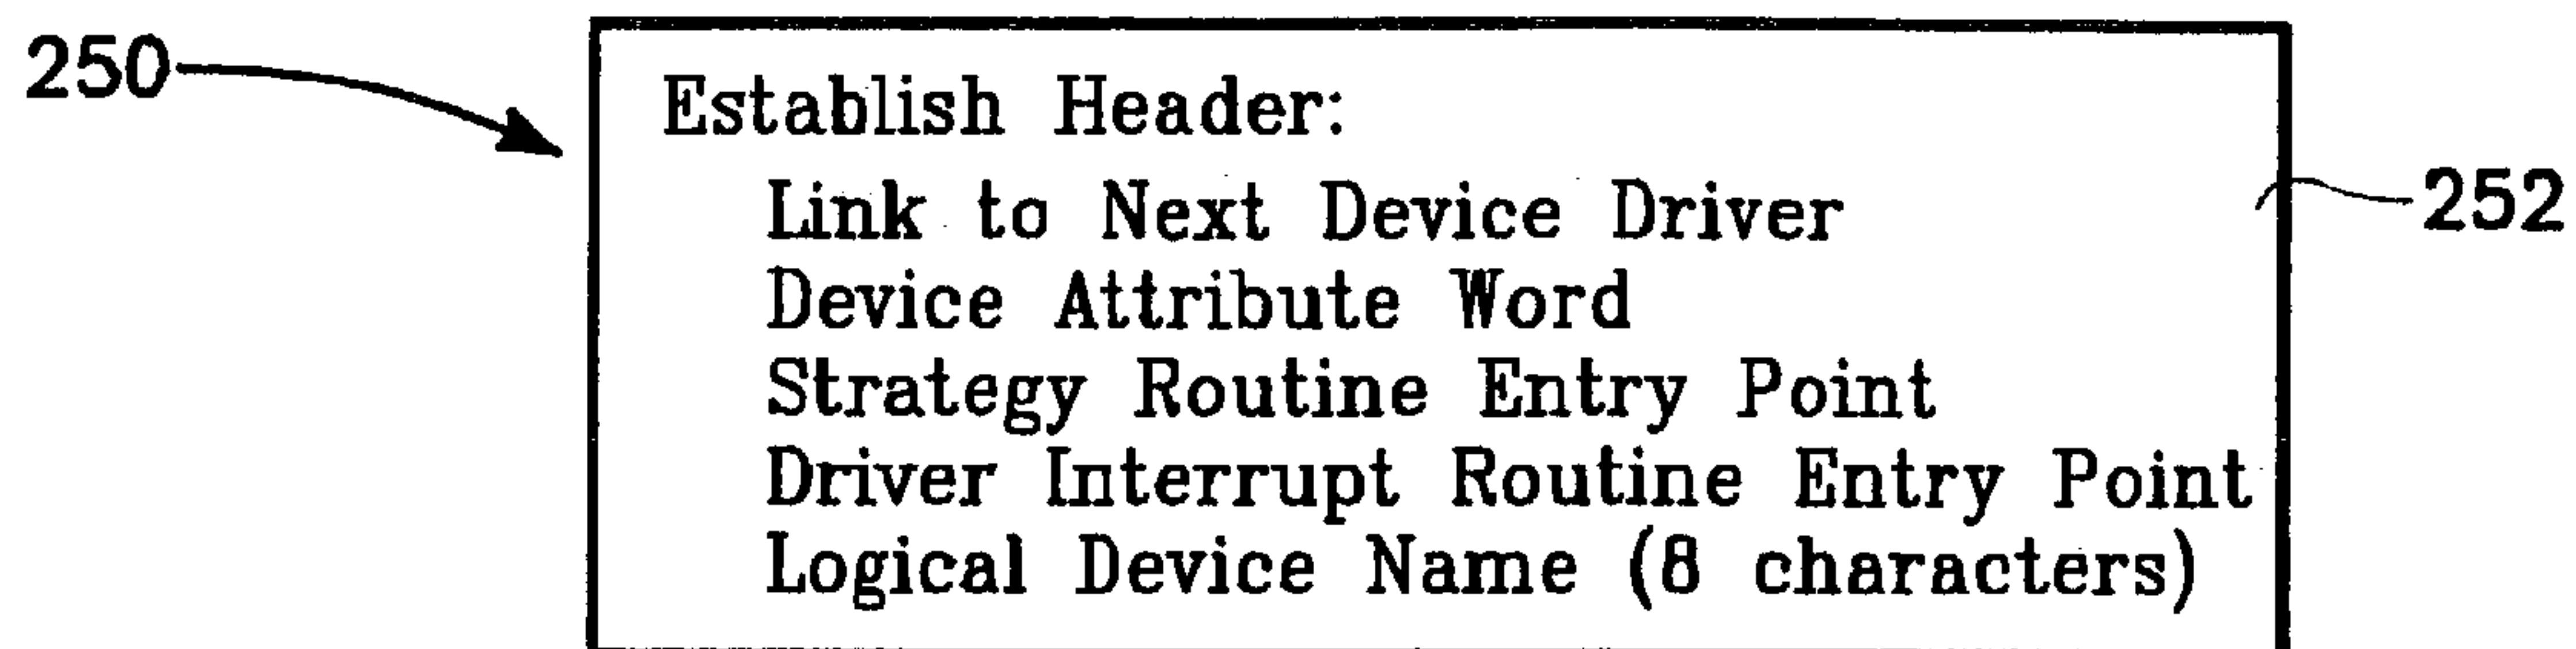 250
Establish Header:
Link to Next Device Driver
252
Device Attribute Word
Strategy Routine Entry Point
Driver Interrupt Routine Entry Point
Logical Device Name (8 characters)